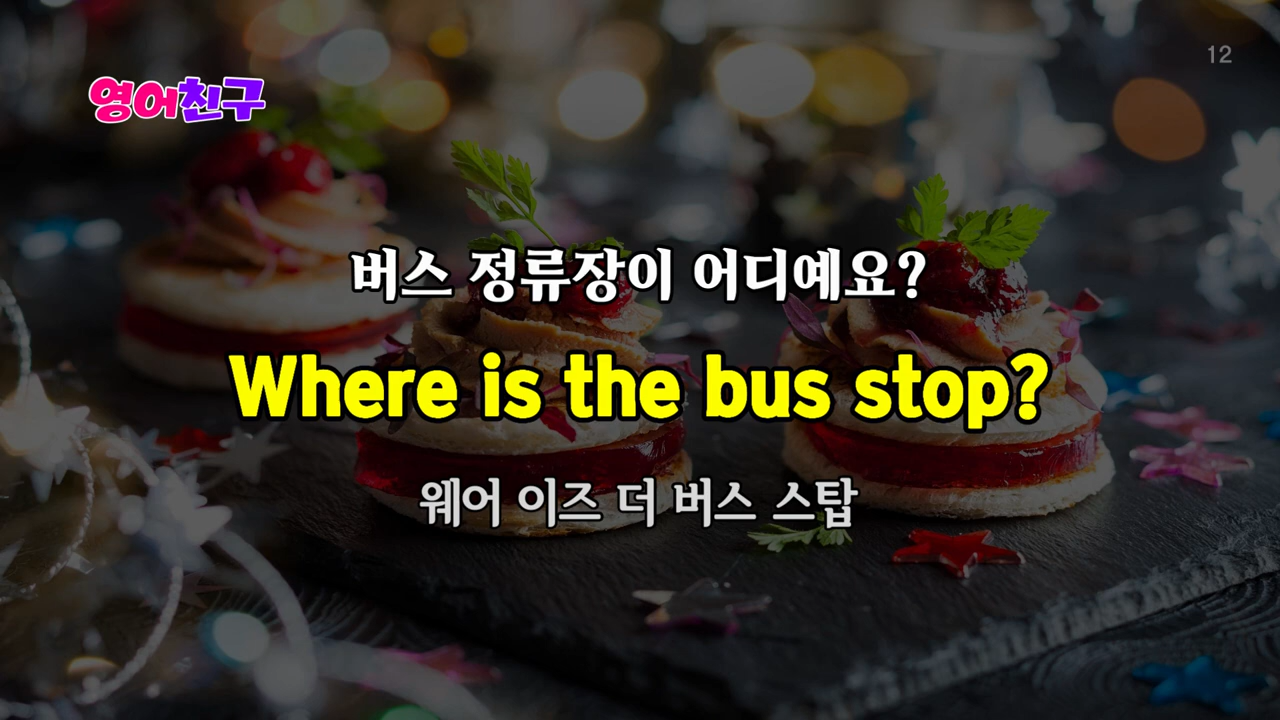 12
영어친구
버스 정류장이 어디예요?
Where is the bus stop?
웨어 이즈 더 버스 스탑